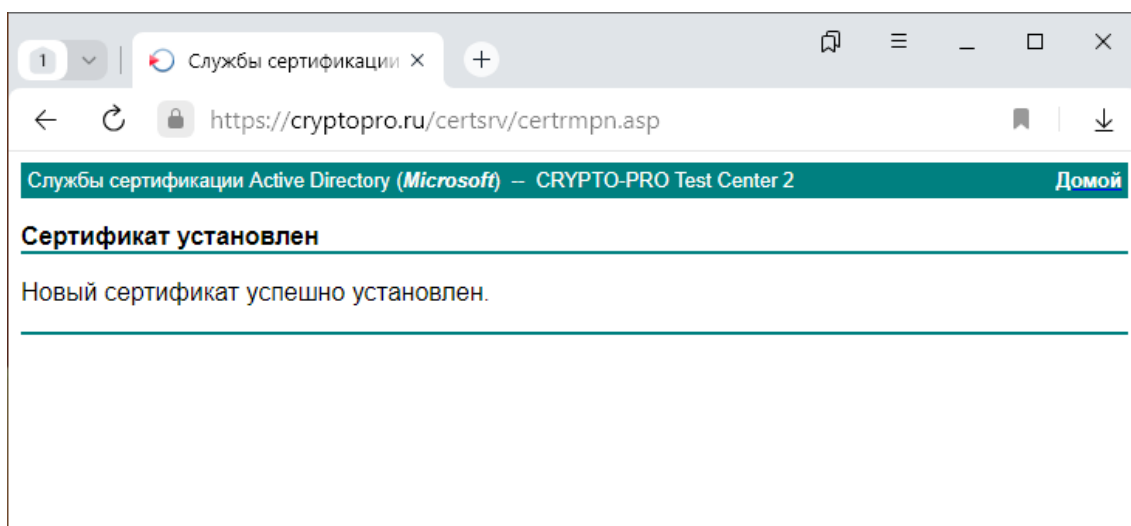 1
Службы сертификации
https://cryptopro.ru/certsrv/certrmpn.asp
Службы сертификации Active Directory (Microsoft) -- CRYPTO-PRO Test Center 2 Домой
Сертификат установлен
Новый сертификат успешно установлен.